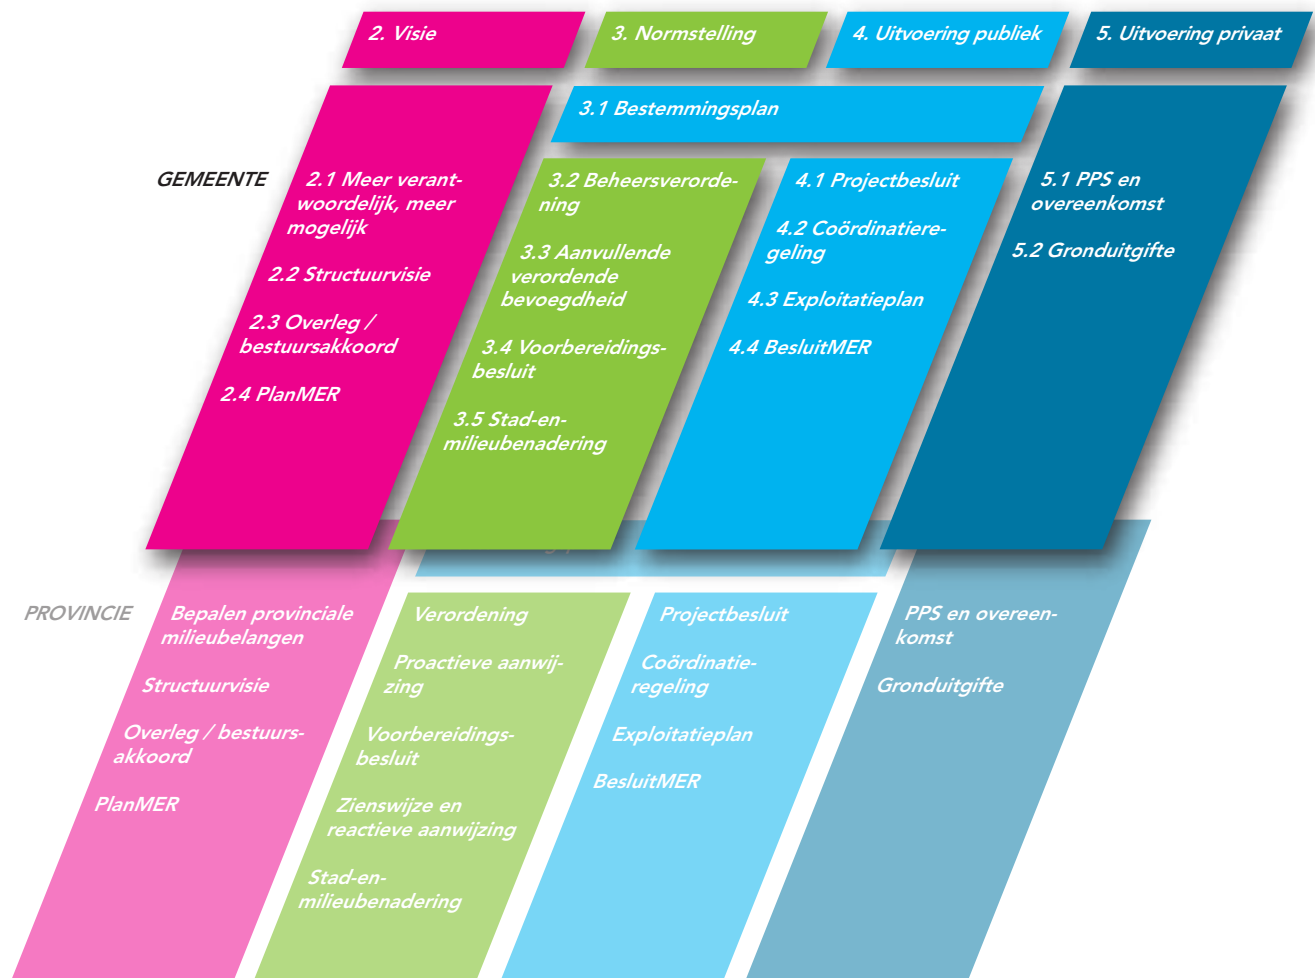 2. Visie
3. Normstelling
4. Uitvoering publiek
5. Uitvoering privaat
3.1 Bestemmingsplan
GEMEENTE
2.1 Meer verant-
woordelijk, meer
mogelijk
2.2 Structuurvisie
2.3 Overleg /
bestuursakkoord
2.4 PlanMER
3.2 Beheersverorde-
ning
3.3 Aanvullende
verordende
bevoegdheid
3.4 Voorbereidings-
besluit
3.5 Stad-en-
milieubenadering
4.1 Projectbesluit
4.2 Coördinatiere-
geling
4.3 Exploitatieplan
4.4 BesluitMER
5.1 PPS en
overeenkomst
5.2 Gronduitgifte
PROVINCIE
Bepalen provinciale
milieubelangen
Structuurvisie
Overleg / bestuurs-
akkoord
PlanMER
Verordening
Proactieve aanwij-
zing
Voorbereidings-
besluit
Zienswijze en
reactieve aanwijzing
Stad-en-
milieubenadering
Projectbesluit
Coördinatie-
regeling
Exploitatieplan
BesluitMER
PPS en overeen-
komst
Gronduitgifte